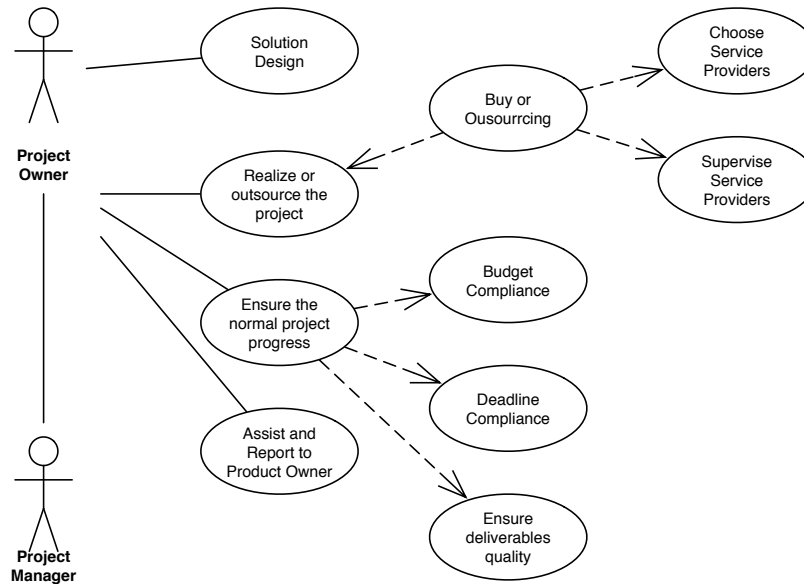 Solution
Design
Choose
Service
Providers
Buy or
Ousourrcing
Project
Owner
Realize or
outsource the
project
Supervise
Service
Providers
Ensure the
normal project
progress
Budget
Compliance
Deadline
Compliance
Assist and
Report to
Product Owner
Ensure
deliverables
quality
Project
Manager